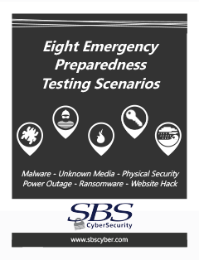 Eight Emergency
Preparedness
Testing Scenarios
Malware - Unknown Media - Physical Security
Power Outage - Ransomware - Website Hack
SBS
CyberSecurity
www.sbscyber.com